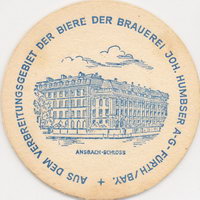 AUS DEM VERBREITUNGSGEBIET DER BIERE DER BRAUEREI JOH. HUMBSER A-G-FÜRTH/BAY. +
ANSBACH-SCHLOSS